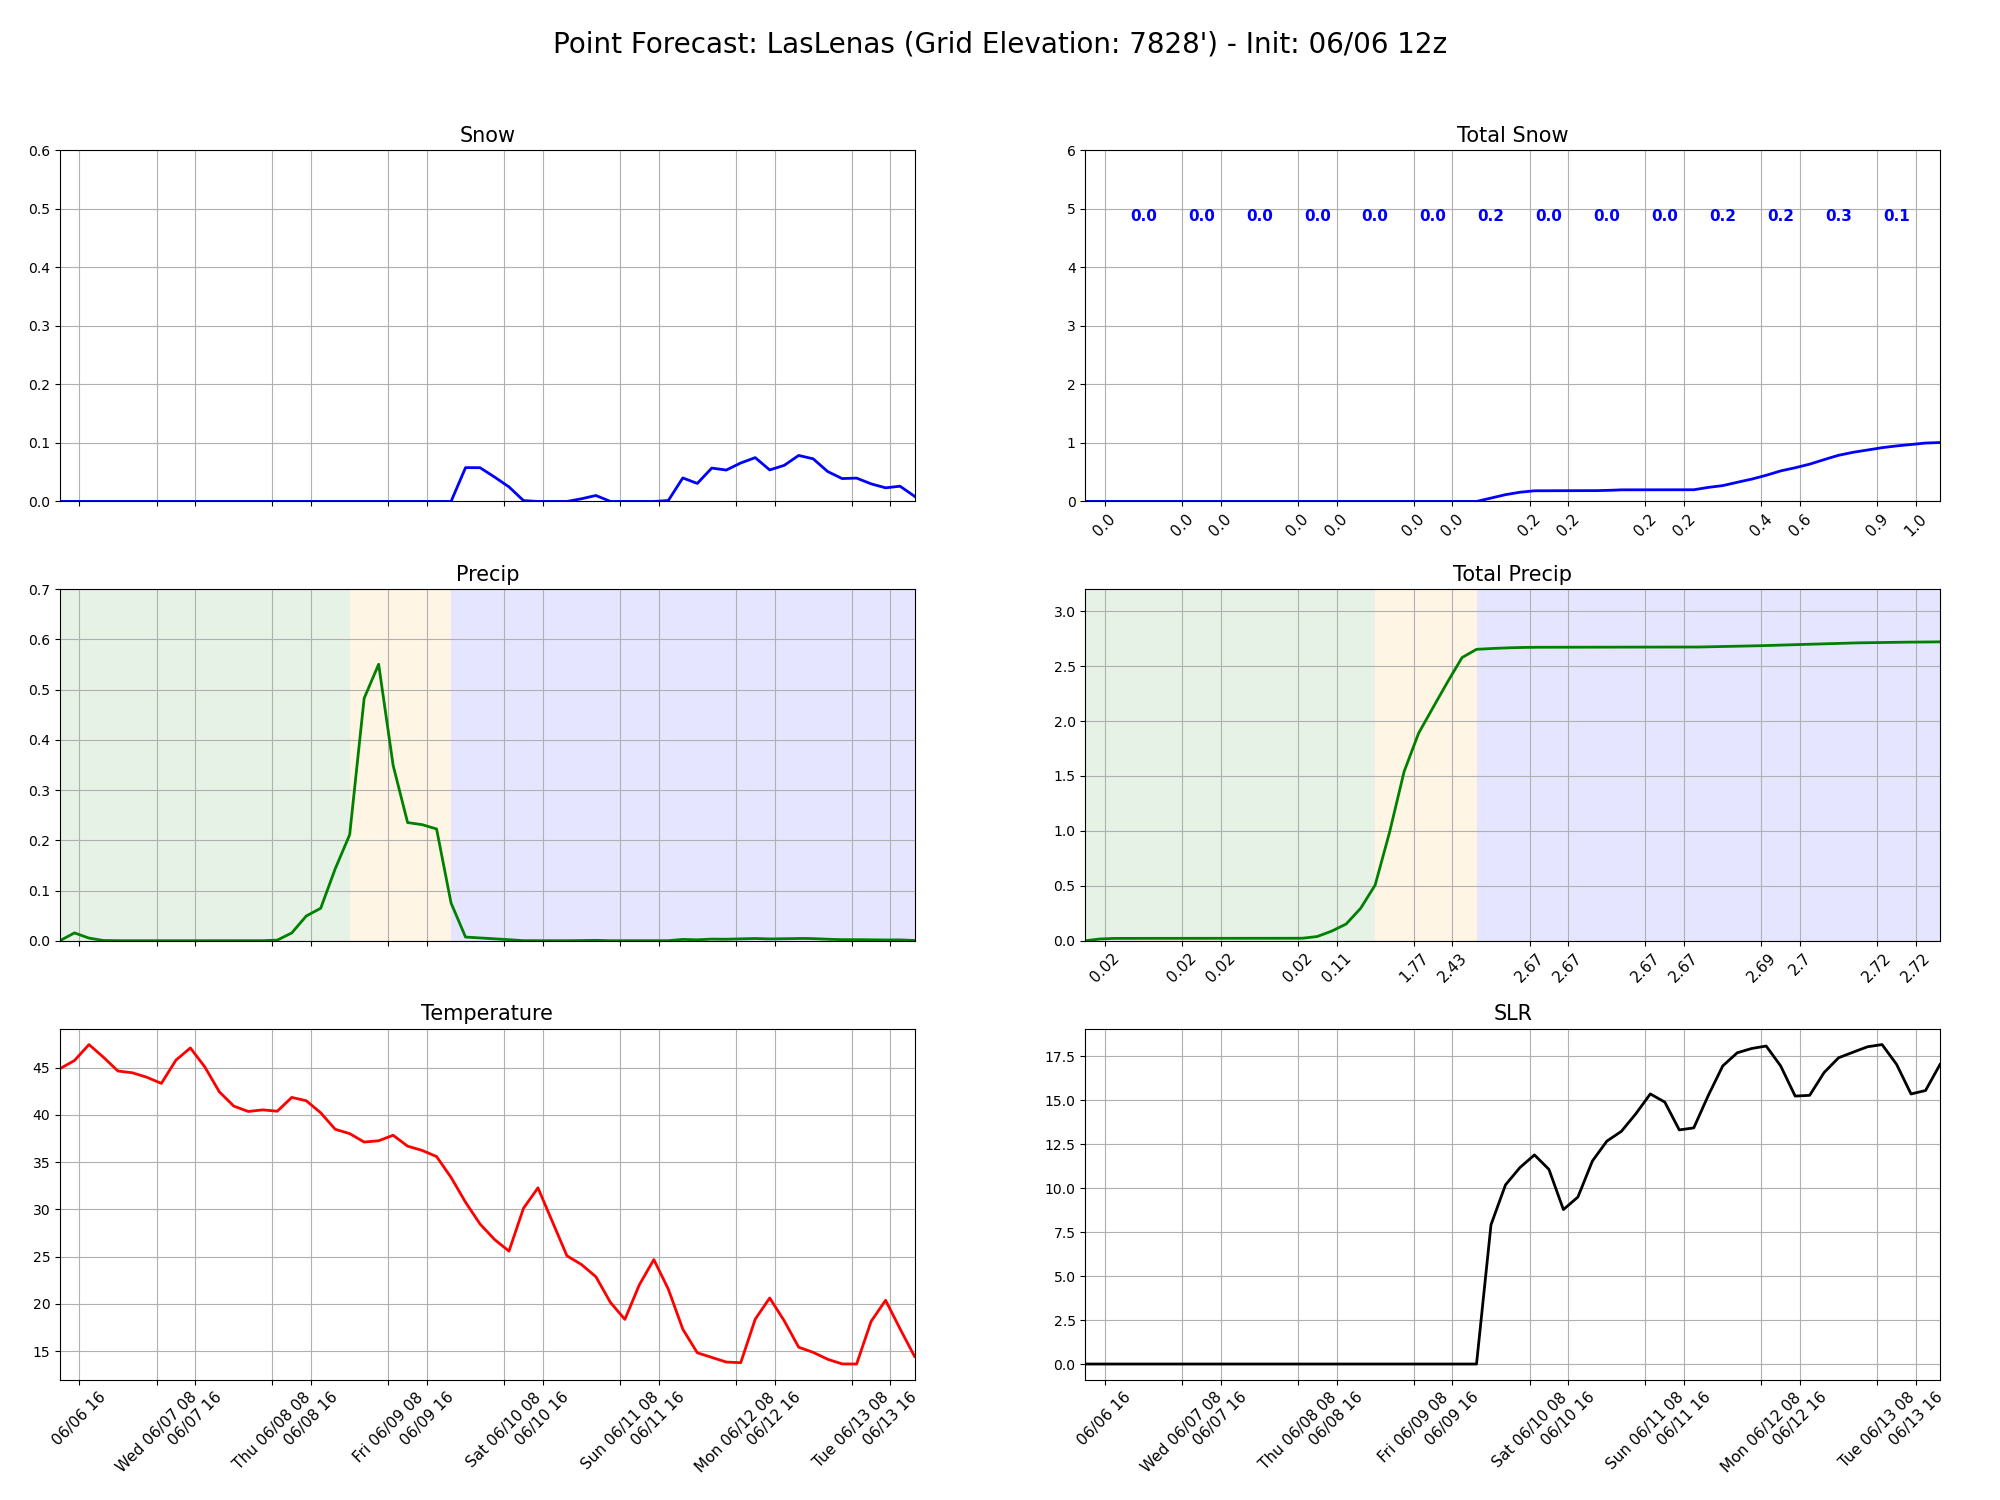 Point Forecast: LasLenas (Grid Elevation: 7828') - Init: 06/06 12z
Snow
0.6
0.5
0.4
0.3
0.2
0.1
0.0
Total Snow
6
5
4
3
2
1
0
0.0 0.0 0.0 0.0 0.0 0.0 0.2 0.0 0.0 0.0 0.2 0.2 0.3 0.1
0.0 0.0 0.0 0.0 0.0 0.0 0.0 0.2 0.2 0.2 0.2 0.4 0.6 0.9 1.0
Precip
0.7
0.6
0.5
0.4
0.3
0.2
0.1
0.0
Total Precip
3.0
2.5
2.0
1.5
1.0
0.5
0.0
0.02 0.02 0.02 0.02 0.11 1.77 2.43 2.67 2.67 2.67 2.67 2.69 2.7 2.72 2.72
Temperature
45
40
35
30
25
20
15
06/06 16
Wed 06/07 08
06/07 16
Thu 06/08 08
06/08 16
Fri 06/09 08
06/09 16
Sat 06/10 08
06/10 16
Sun 06/11 08
06/11 16
Mon 06/12 08
06/12 16
Tue 06/13 08
06/13 16
SLR
17.5
15.0
12.5
10.0
7.5
5.0
2.5
0.0
06/06 16
Wed 06/07 08
06/07 16
Thu 06/08 08
06/08 16
Fri 06/09 08
06/09 16
Sat 06/10 08
06/10 16
Sun 06/11 08
06/11 16
Mon 06/12 08
06/12 16
Tue 06/13 08
06/13 16